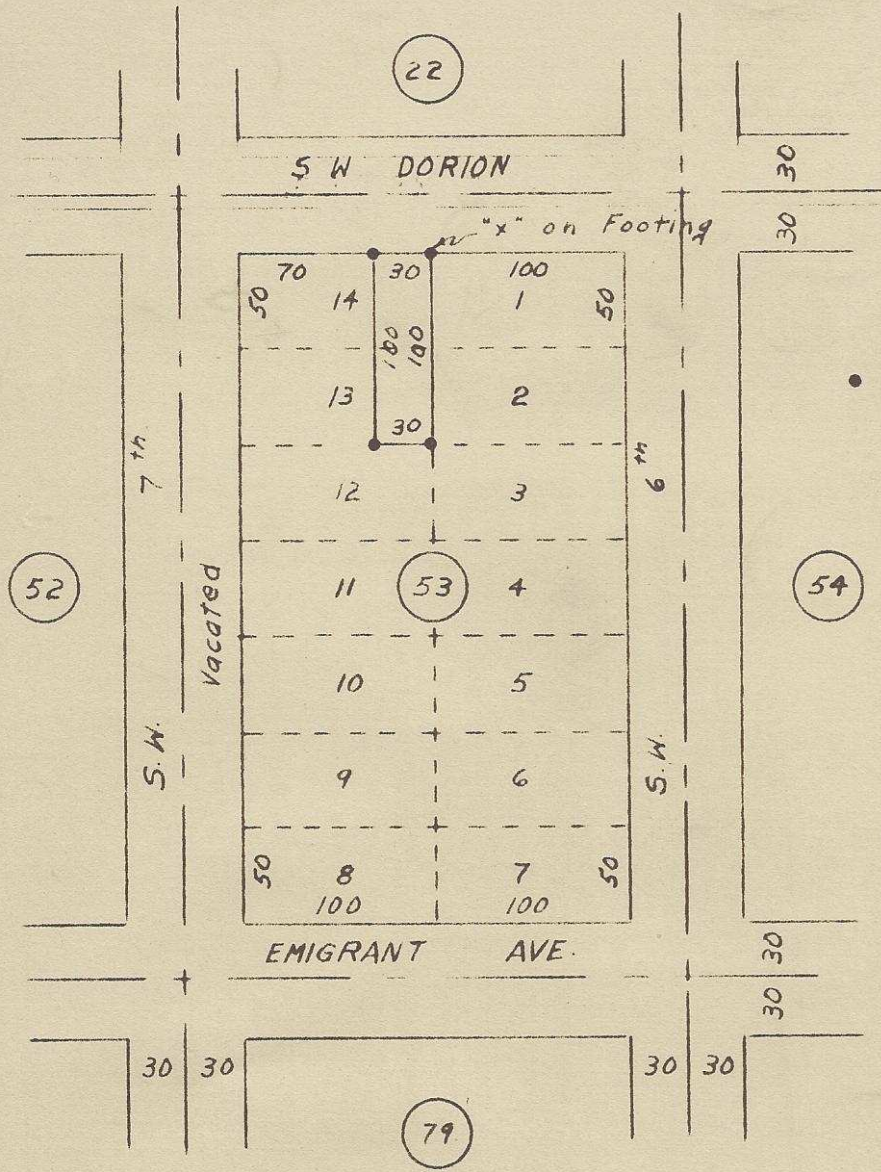 22
S W DORION
30
30
"x" on Footing
70 30 100
50 14 1 50
100 100
13 2
30
7th
6th
12 3
52 11 53 4 54
Vacated
10 5
S.W. 9 6 S.W.
50 8 7 50
100 100
EMIGRANT AVE.
30
30
30 30 30 30
79